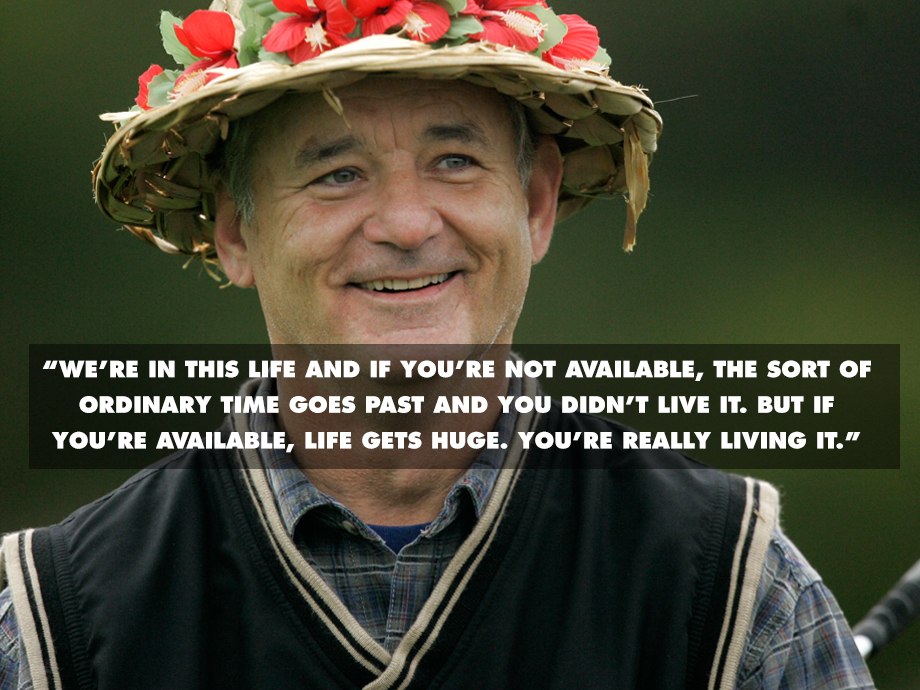 “WE’RE IN THIS LIFE AND IF YOU’RE NOT AVAILABLE, THE SORT OF
ORDINARY TIME GOES PAST AND YOU DIDN’T LIVE IT. BUT IF
YOU’RE AVAILABLE, LIFE GETS HUGE. YOU’RE REALLY LIVING IT.”